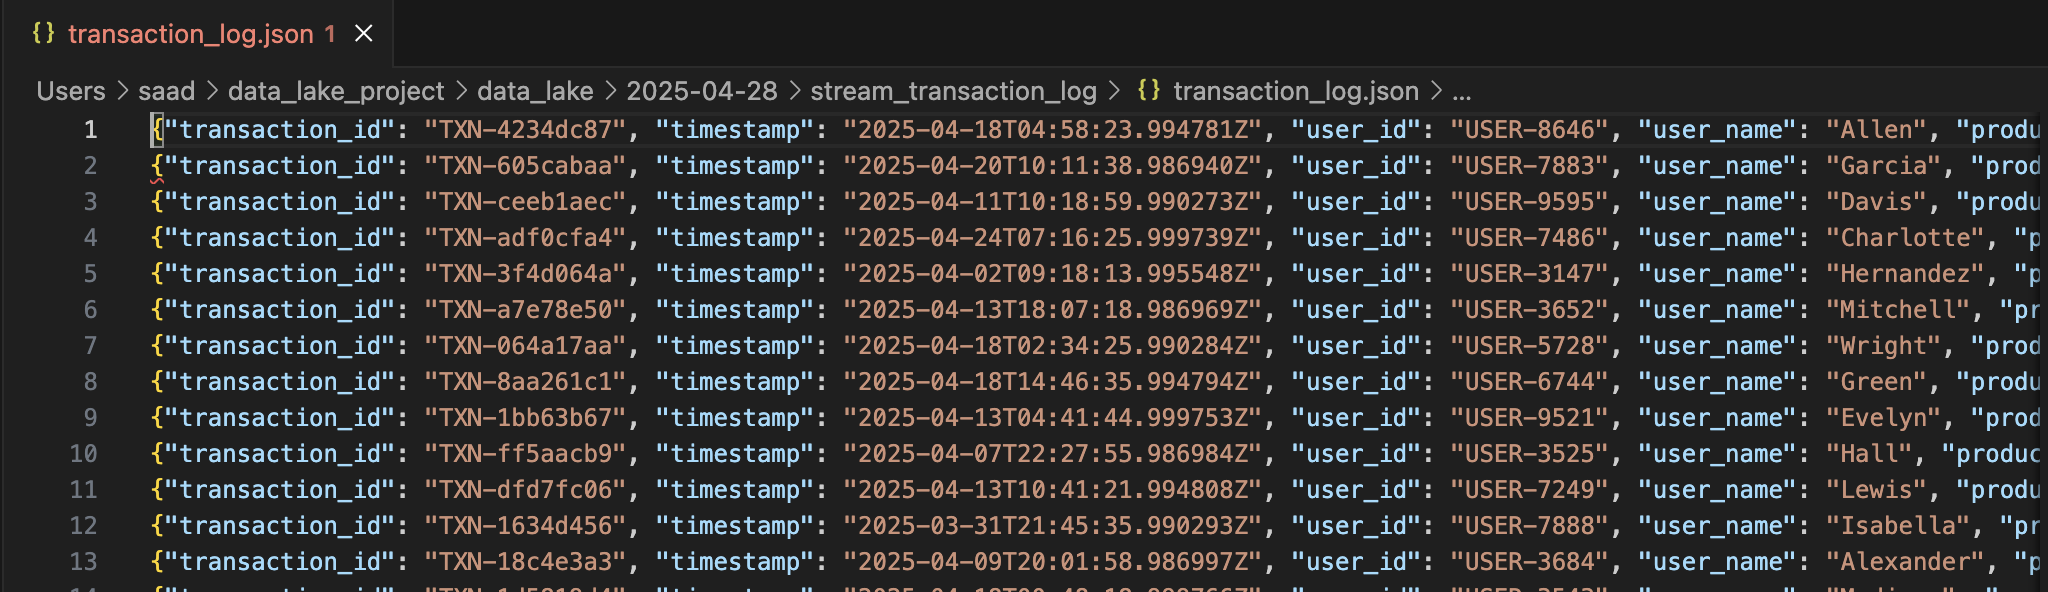 {} transaction_log.json 1 ×
Users > saad > data_lake_project > data_lake > 2025-04-28 > stream_transaction_log > {} transaction_log.json > ...
1 {"transaction_id": "TXN-4234dc87", "timestamp": "2025-04-18T04:58:23.994781Z", "user_id": "USER-8646", "user_name": "Allen", "produ
2 {"transaction_id": "TXN-605cabaa", "timestamp": "2025-04-20T10:11:38.986940Z", "user_id": "USER-7883", "user_name": "Garcia", "prod
3 {"transaction_id": "TXN-ceeb1aec", "timestamp": "2025-04-11T10:18:59.990273Z", "user_id": "USER-9595", "user_name": "Davis", "produ
4 {"transaction_id": "TXN-adf0cfa4", "timestamp": "2025-04-24T07:16:25.999739Z", "user_id": "USER-7486", "user_name": "Charlotte", "p
5 {"transaction_id": "TXN-3f4d064a", "timestamp": "2025-04-02T09:18:13.995548Z", "user_id": "USER-3147", "user_name": "Hernandez", "p
6 {"transaction_id": "TXN-a7e78e50", "timestamp": "2025-04-13T18:07:18.986969Z", "user_id": "USER-3652", "user_name": "Mitchell", "pr
7 {"transaction_id": "TXN-064a17aa", "timestamp": "2025-04-18T02:34:25.990284Z", "user_id": "USER-5728", "user_name": "Wright", "prod
8 {"transaction_id": "TXN-8aa261c1", "timestamp": "2025-04-18T14:46:35.994794Z", "user_id": "USER-6744", "user_name": "Green", "produ
9 {"transaction_id": "TXN-1bb63b67", "timestamp": "2025-04-13T04:41:44.999753Z", "user_id": "USER-9521", "user_name": "Evelyn", "prod
10 {"transaction_id": "TXN-ff5aacb9", "timestamp": "2025-04-07T22:27:55.986984Z", "user_id": "USER-3525", "user_name": "Hall", "produc
11 {"transaction_id": "TXN-dfd7fc06", "timestamp": "2025-04-13T10:41:21.994808Z", "user_id": "USER-7249", "user_name": "Lewis", "produ
12 {"transaction_id": "TXN-1634d456", "timestamp": "2025-03-31T21:45:35.990293Z", "user_id": "USER-7888", "user_name": "Isabella", "pr
13 {"transaction_id": "TXN-18c4e3a3", "timestamp": "2025-04-09T20:01:58.986997Z", "user_id": "USER-3684", "user_name": "Alexander", "p